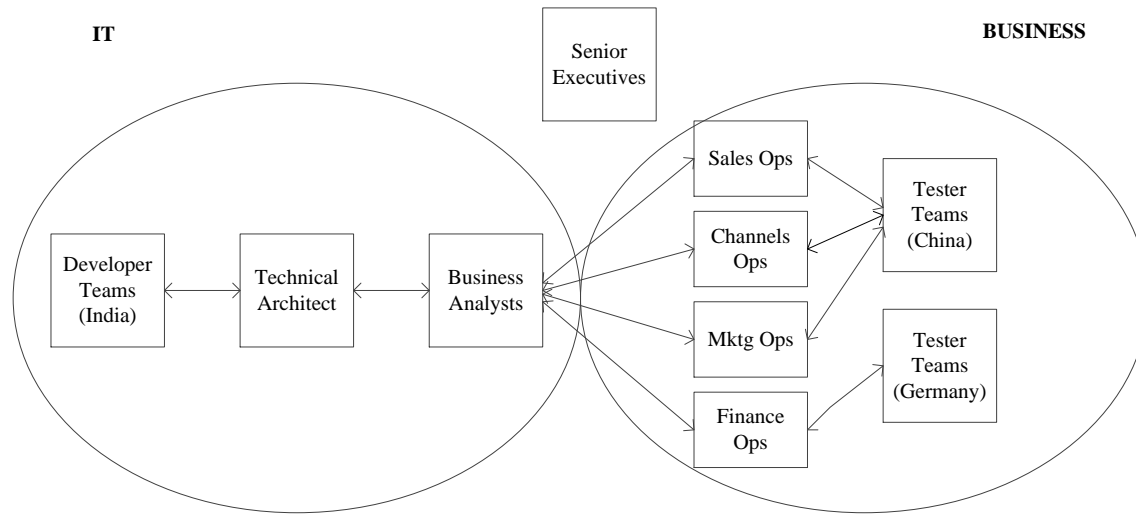 IT
BUSINESS
Senior
Executives
Developer
Teams
(India)
Technical
Architect
Business
Analysts
Sales Ops
Channels
Ops
Mktg Ops
Finance
Ops
Tester
Teams
(China)
Tester
Teams
(Germany)